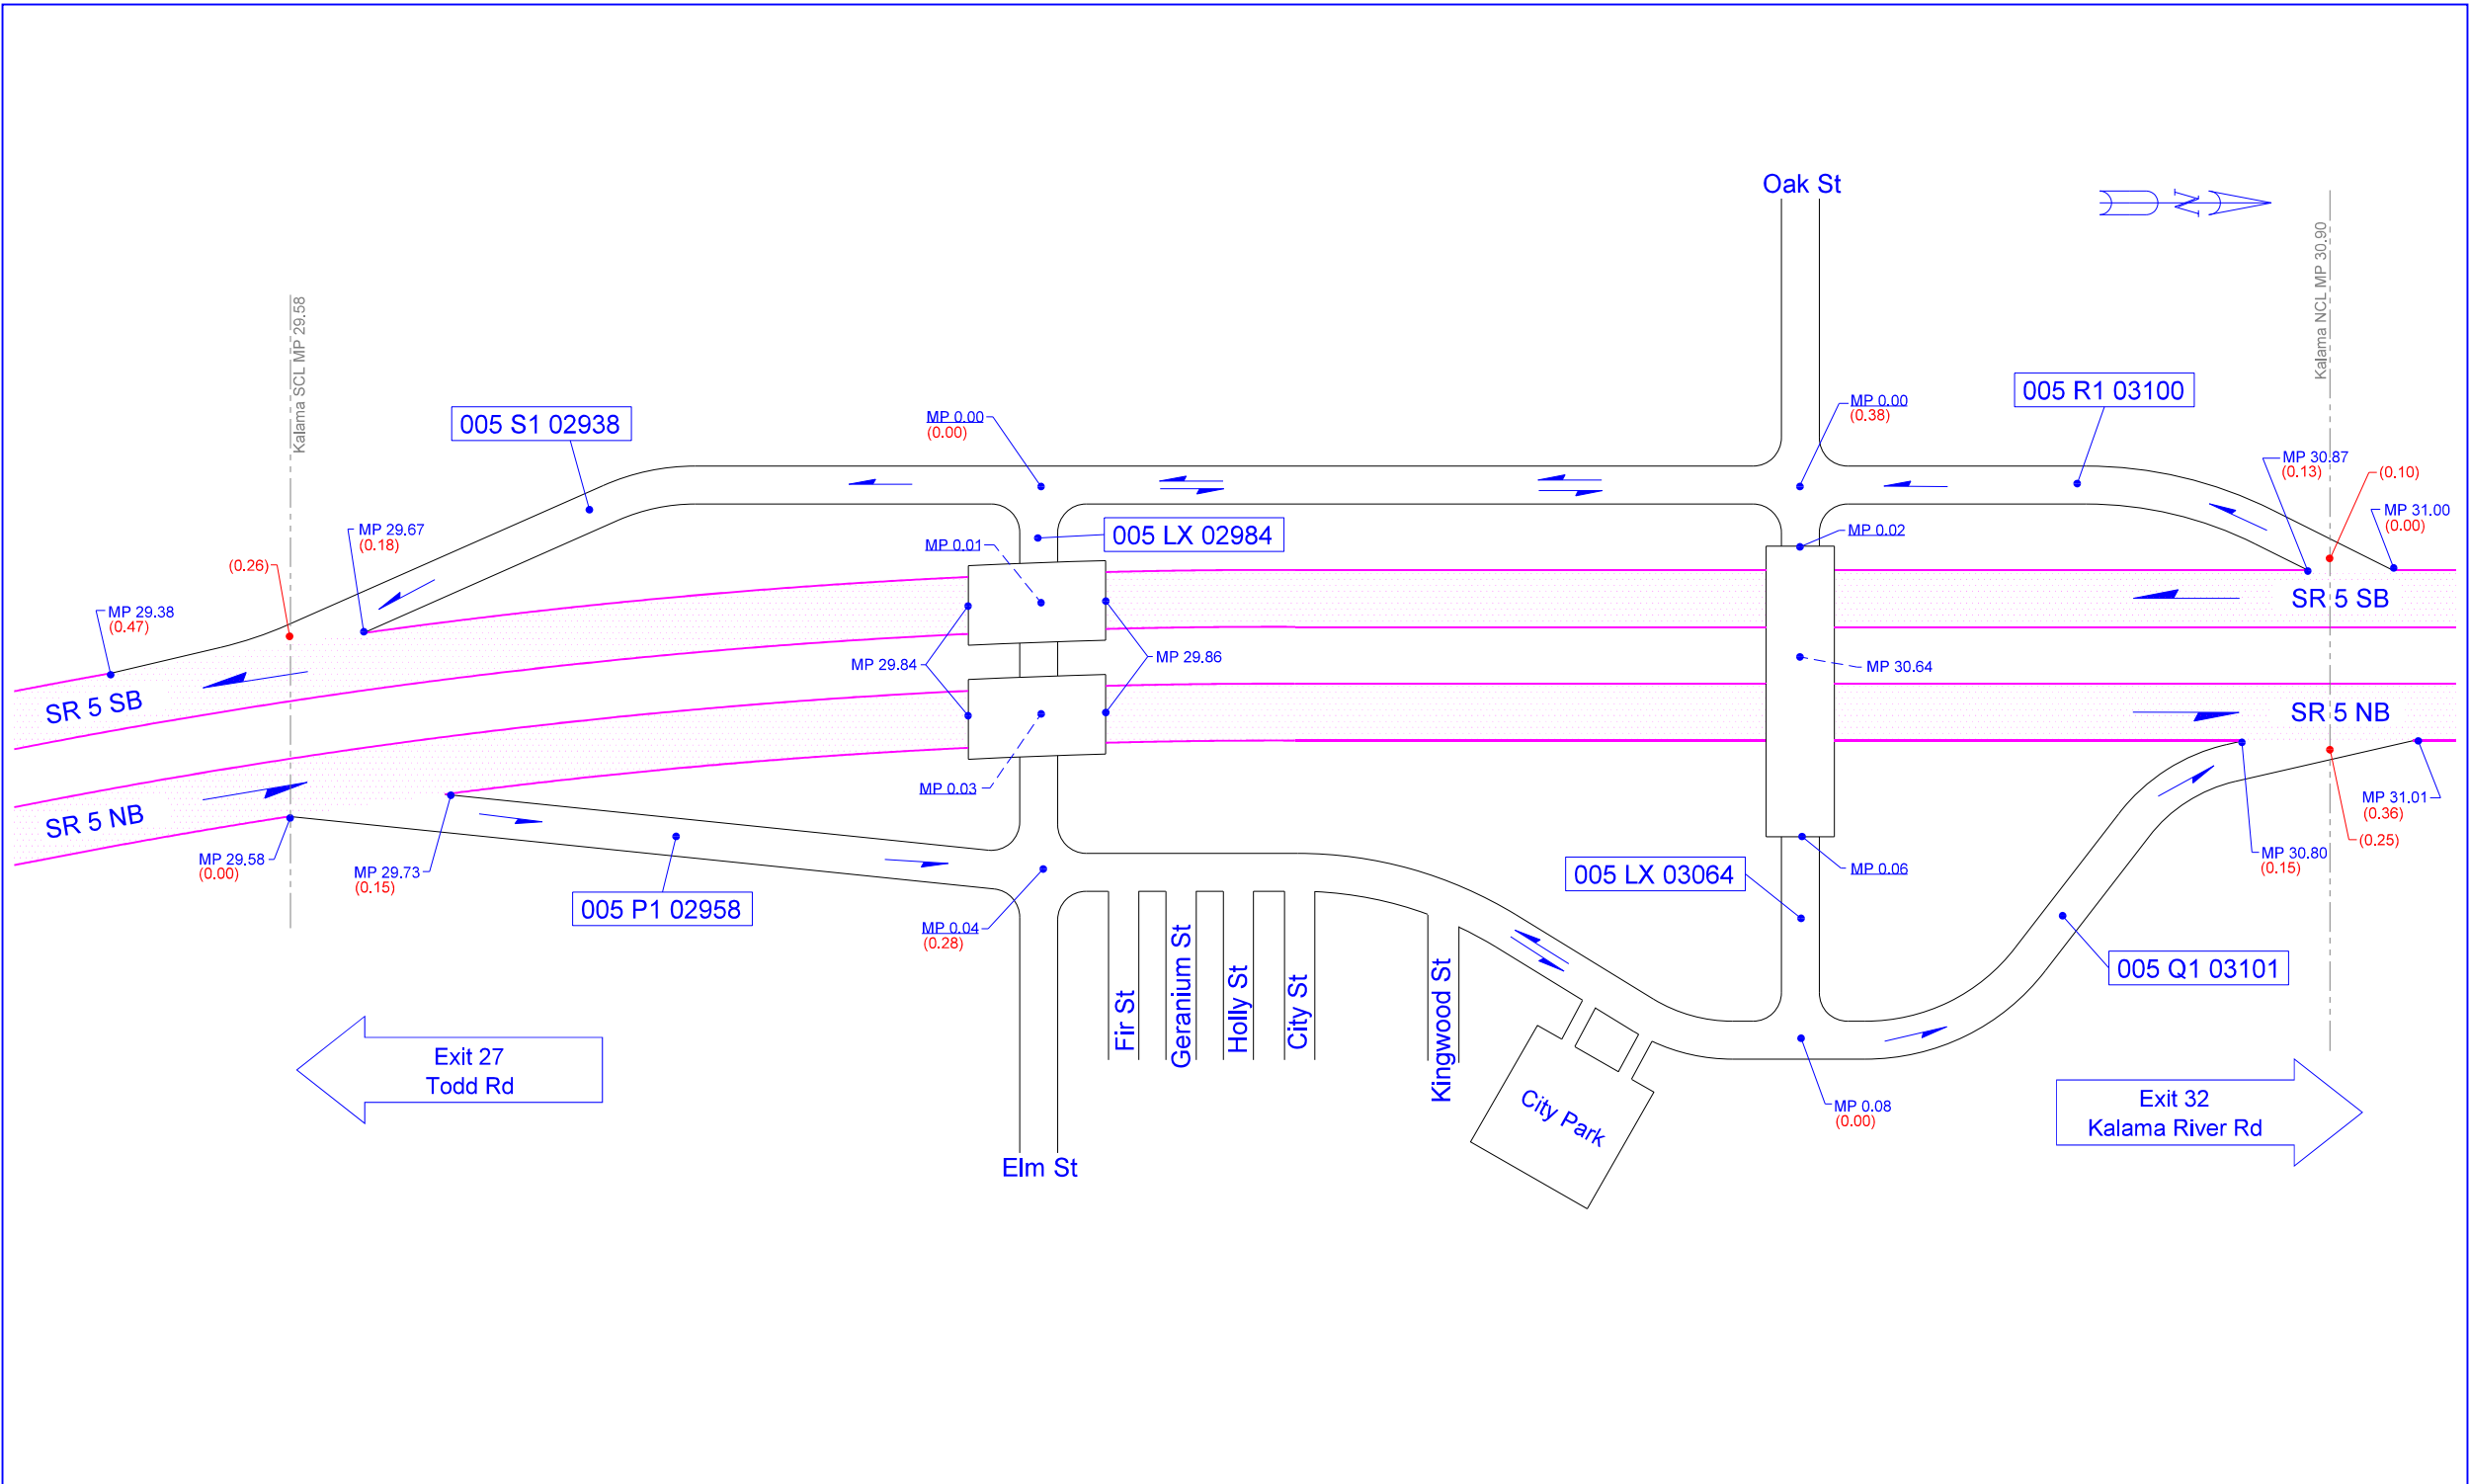 Oak St
N
Kalama SCL MP 29.58
Kalama NCL MP 30.90
005 S1 02938
MP 0.00
(0.00)
MP 0.00
(0.38)
005 R1 03100
MP 30.87
(0.13)
(0.10)
MP 31.00
(0.00)
MP 29.67
(0.18)
(0.26)
MP 0.01
005 LX 02984
MP 0.02
MP 29.38
(0.47)
SR 5 SB
SR 5 SB
MP 29.84
MP 29.86
MP 30.64
SR 5 NB
SR 5 NB
MP 0.03
MP 31.01
(0.36)
(0.25)
MP 29.58
(0.00)
MP 29.73
(0.15)
MP 30.80
(0.15)
005 P1 02958
005 LX 03064
MP 0.06
MP 0.04
(0.28)
005 Q1 03101
Fir St
Geranium St
Holly St
City St
Kingwood St
City Park
Exit 27
Todd Rd
Exit 32
Kalama River Rd
MP 0.08
(0.00)
Elm St